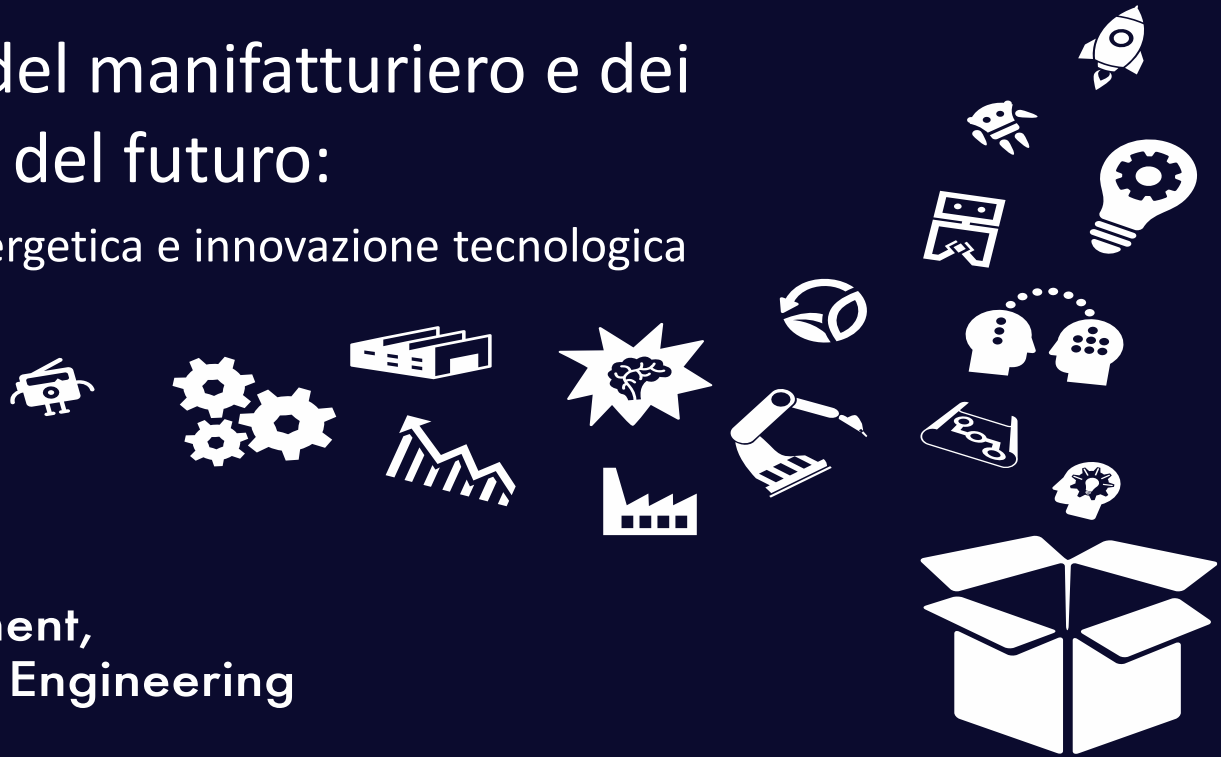 del manifatturiero e dei
del futuro:
ergetica e innovazione tecnologica
ent,
Engineering